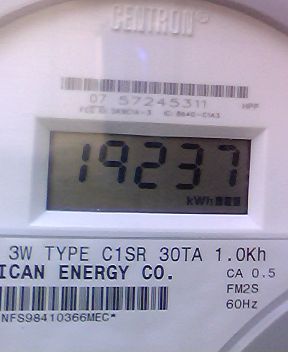 CENTRON®
07 57245311 HPF
19237
kWh
3W TYPE C1SR 30TA 1.0Kh
ICAN ENERGY CO. CA 0.5
FM2S
NFS98410366MEC* 60Hz